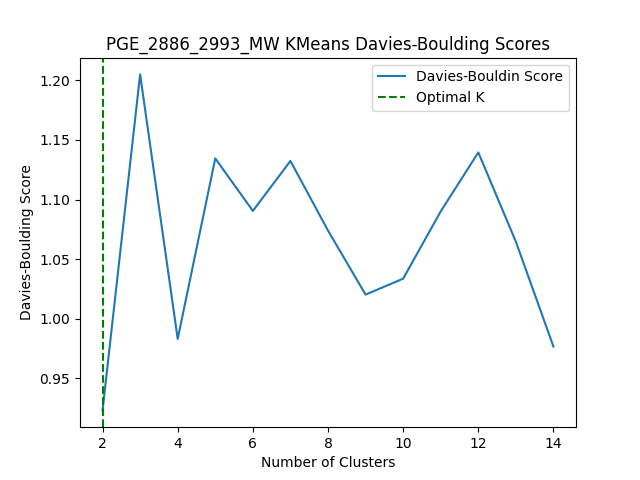 PGE_2886_2993_MW KMeans Davies-Boulding Scores
Davies-Bouldin Score
Optimal K
Davies-Boulding Score
1.20
1.15
1.10
1.05
1.00
0.95
2 4 6 8 10 12 14
Number of Clusters